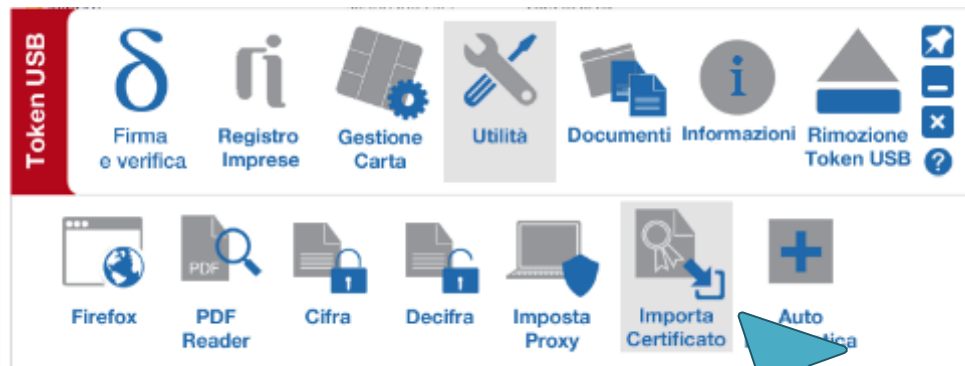 Token USB
δ
Firma
e verifica
ri
Registro
Imprese
Gestione
Carta
Utilità
Documenti
i
Informazioni
Rimozione
Token USB
?
Firefox
PDF
PDF
Reader
Cifra
Decifra
Imposta
Proxy
Importa
Certificato
Auto